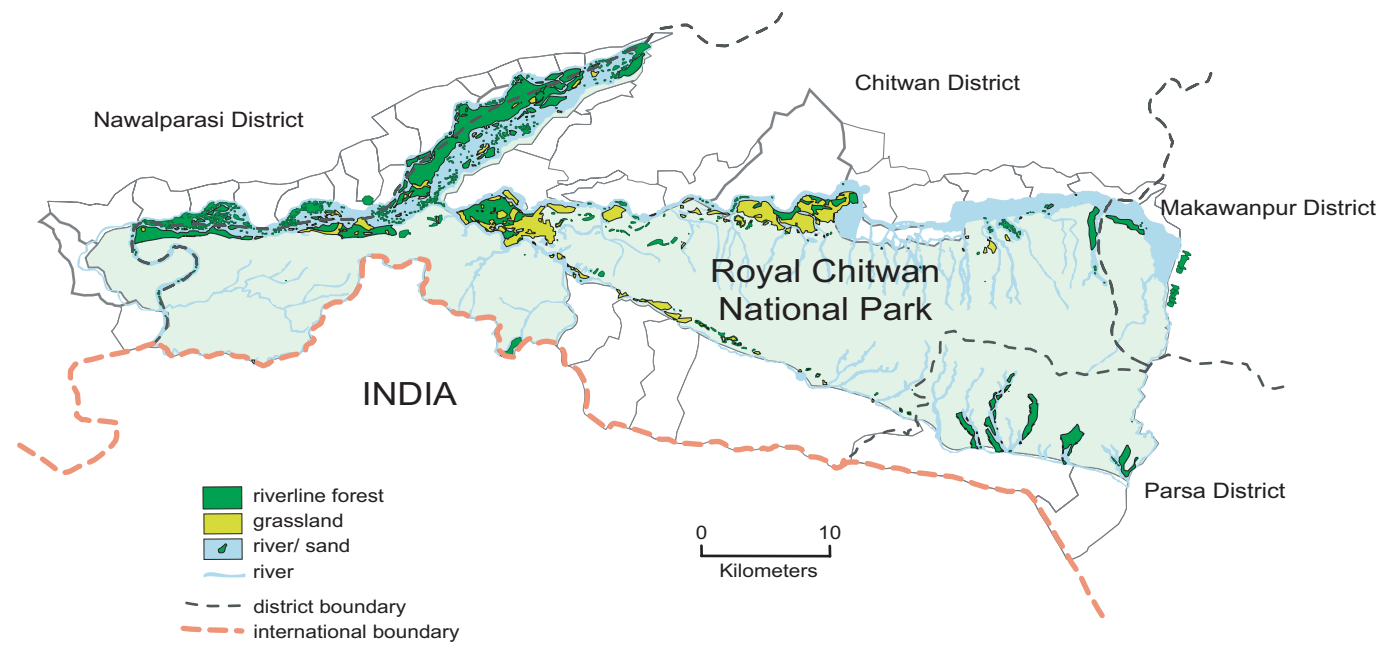 Chitwan District
Nawalparasi District
Makawanpur District
Royal Chitwan
National Park
INDIA
Parsa District
riverline forest
grassland
river/ sand
river
district boundary
international boundary
0 10
Kilometers